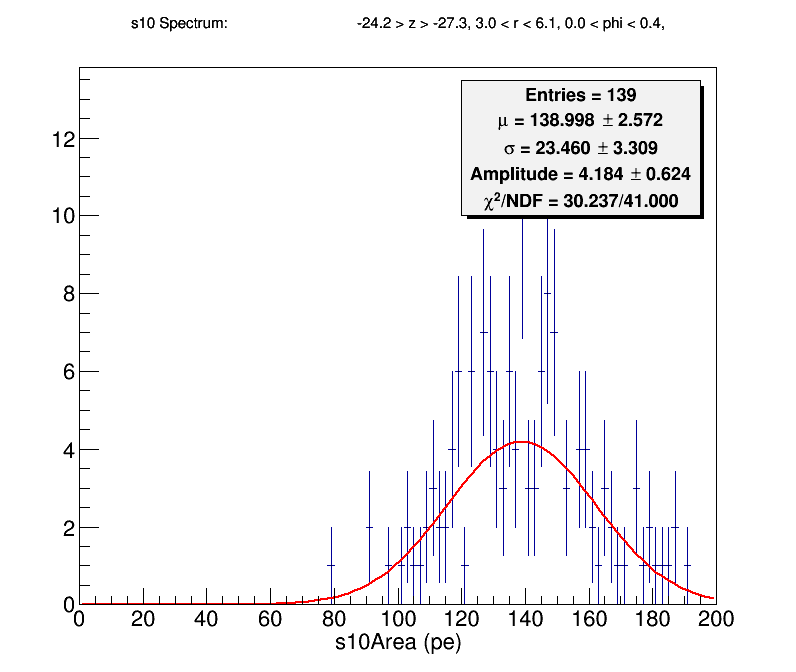 s10 Spectrum: -24.2 > z > -27.3, 3.0 < r < 6.1, 0.0 < phi < 0.4,
Entries = 139
μ = 138.998 ± 2.572
σ = 23.460 ± 3.309
Amplitude = 4.184 ± 0.624
χ²/NDF = 30.237/41.000
12
10
8
6
4
2
0
0 20 40 60 80 100 120 140 160 180 200
s10Area (pe)